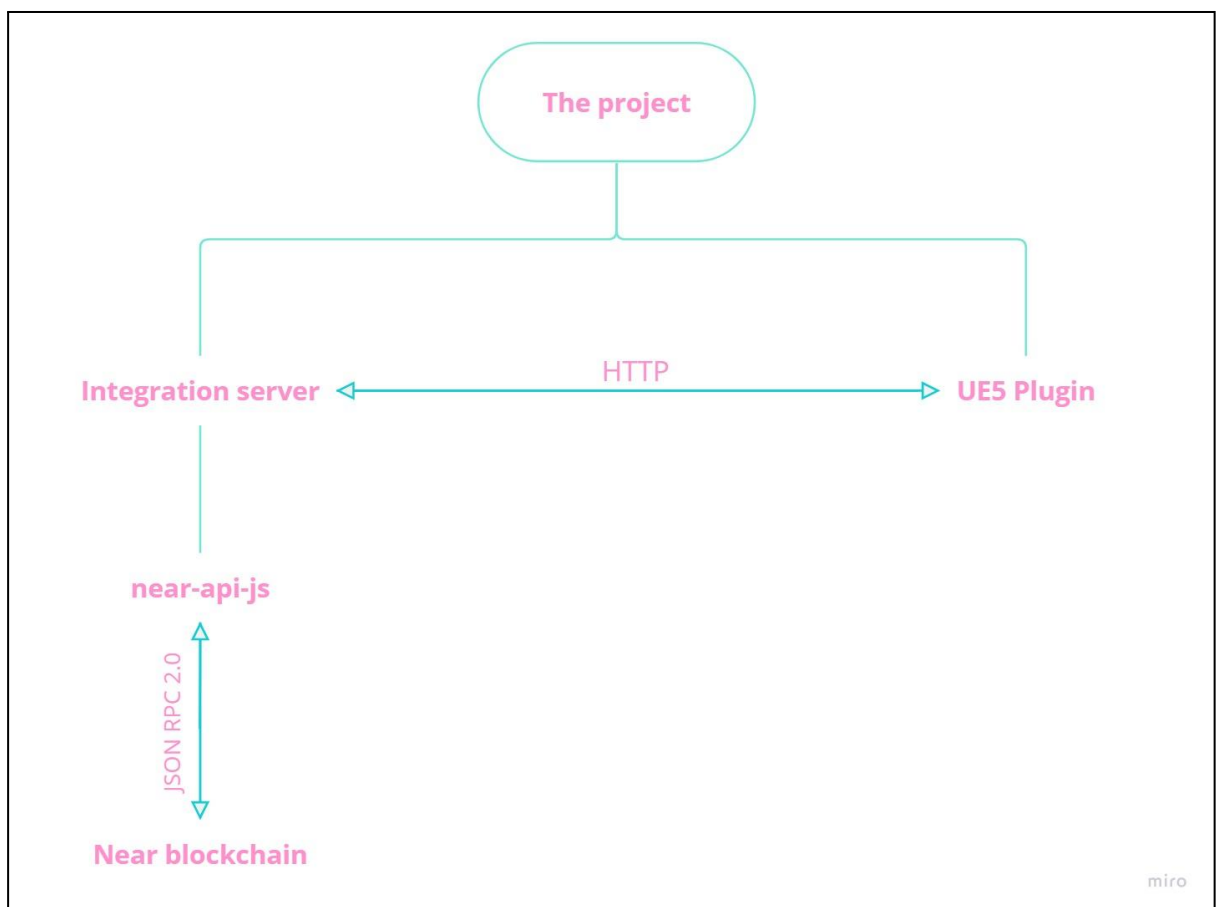 The project
HTTP
Integration server
UE5 Plugin
near-api-js
JSON RPC 2.0
Near blockchain
miro